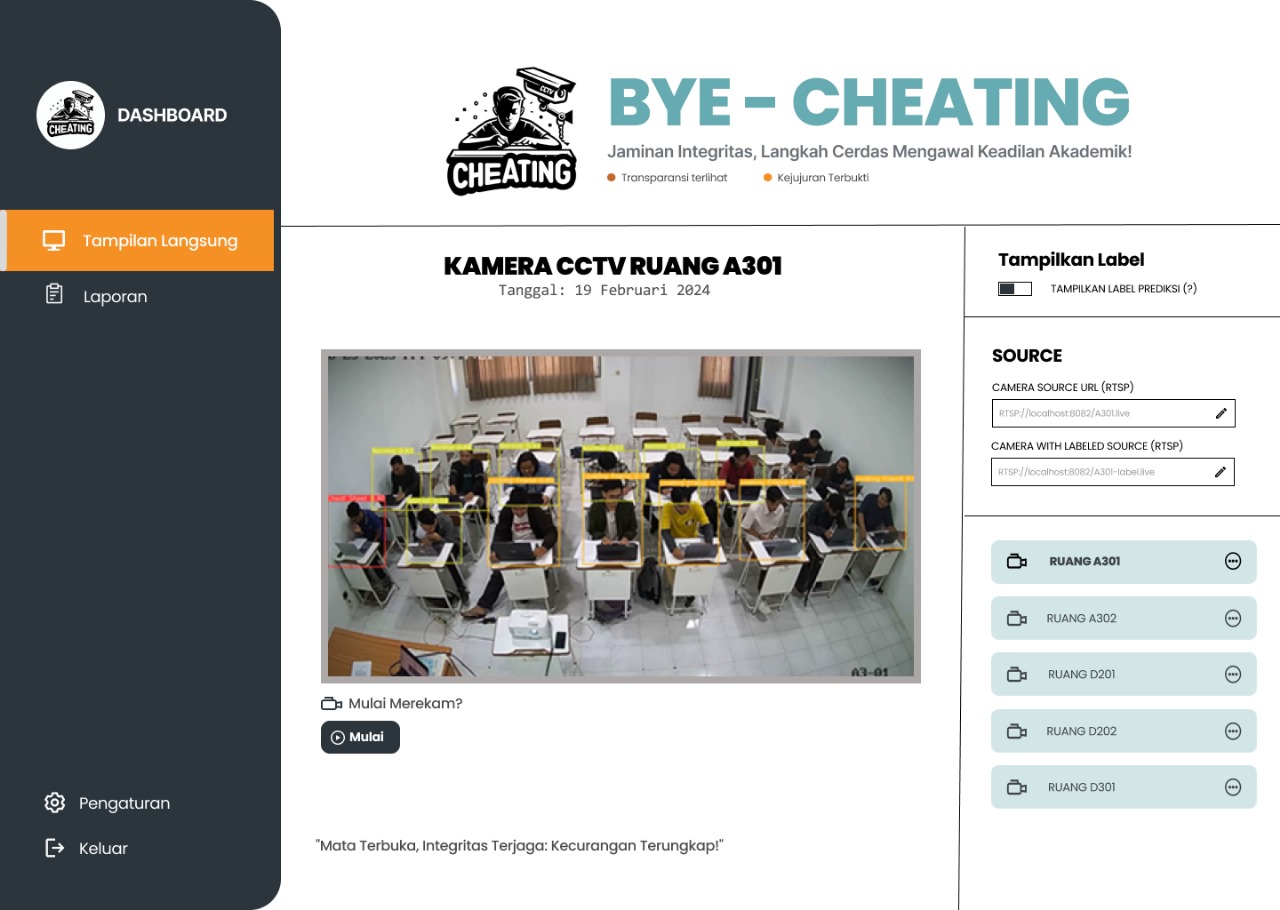 CHEATING
DASHBOARD
Tampilan Langsung
Laporan
Pengaturan
Keluar
CCTV
CHEATING
BYE - CHEATING
Jaminan Integritas, Langkah Cerdas Mengawal Keadilan Akademik!
Transparansi terlihat
Kejujuran Terbukti
KAMERA CCTV RUANG A301
Tanggal: 19 Februari 2024
A3-01
Mulai Merekam?
Mulai
"Mata Terbuka, Integritas Terjaga: Kecurangan Terungkap!"
Tampilkan Label
TAMPILKAN LABEL PREDIKSI (?)
SOURCE
CAMERA SOURCE URL (RTSP)
RTSP://localhost:8082/A301.live
CAMERA WITH LABELED SOURCE (RTSP)
RTSP://localhost:8082/A301-label.live
RUANG A301
RUANG A302
RUANG D201
RUANG D202
RUANG D301